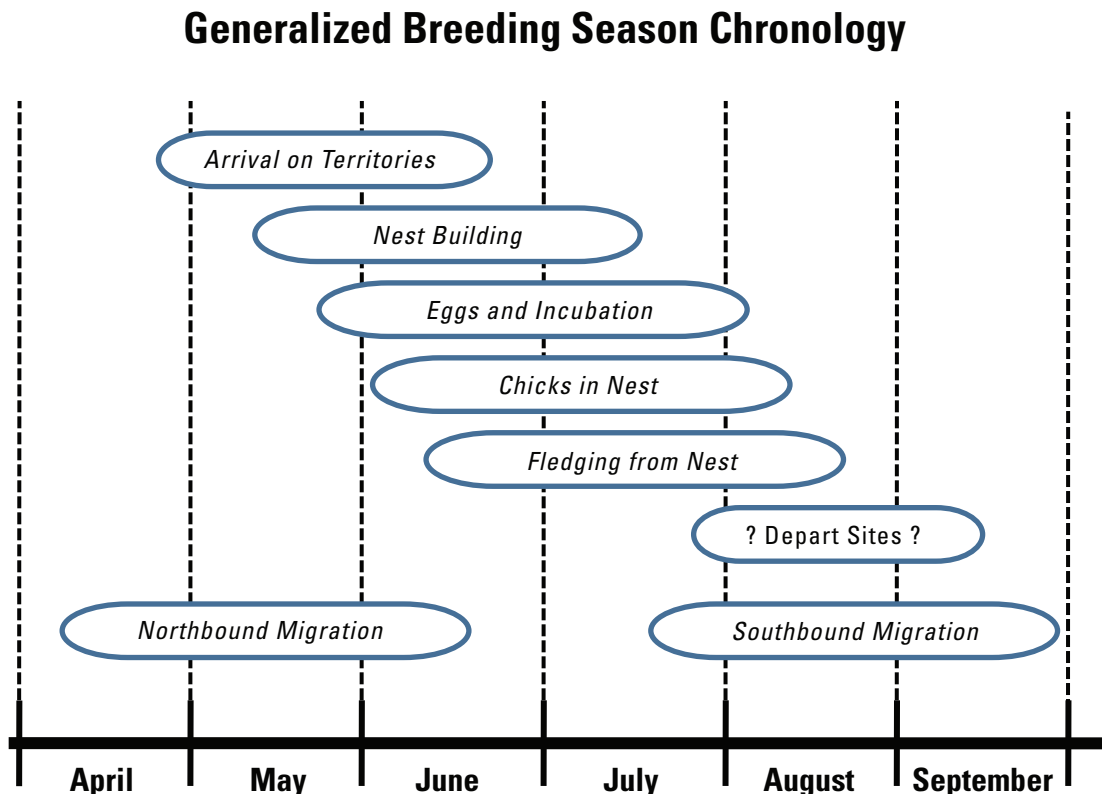 Generalized Breeding Season Chronology
Arrival on Territories
Nest Building
Eggs and Incubation
Chicks in Nest
Fledging from Nest
? Depart Sites ?
Northbound Migration
Southbound Migration
April
May
June
July
August
September